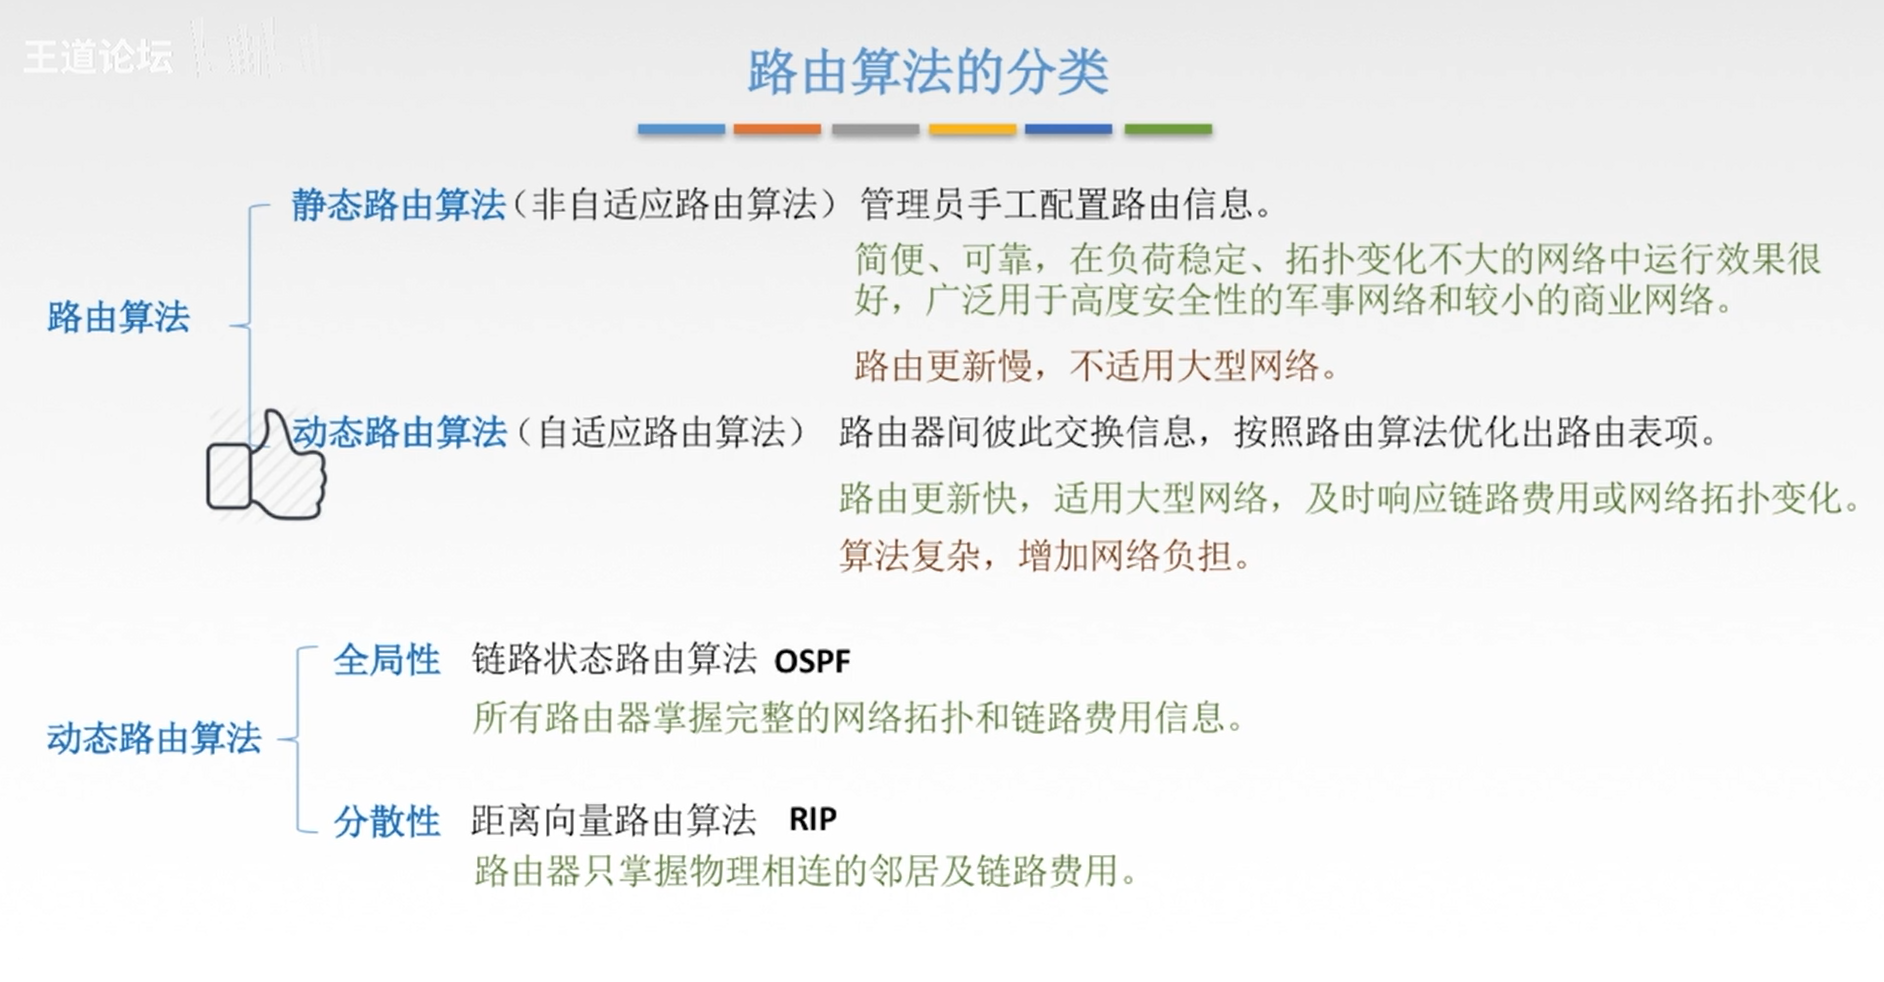 王道论坛
路由算法的分类
静态路由算法（非自适应路由算法） 管理员手工配置路由信息。
简便、可靠，在负荷稳定、拓扑变化不大的网络中运行效果很
好，广泛用于高度安全性的军事网络和较小的商业网络。
路由算法
路由更新慢，不适用大型网络。
动态路由算法（自适应路由算法） 路由器间彼此交换信息，按照路由算法优化出路由表项。
路由更新快，适用大型网络，及时响应链路费用或网络拓扑变化。
算法复杂，增加网络负担。
全局性 链路状态路由算法 OSPF
所有路由器掌握完整的网络拓扑和链路费用信息。
动态路由算法
分散性 距离向量路由算法 RIP
路由器只掌握物理相连的邻居及链路费用。